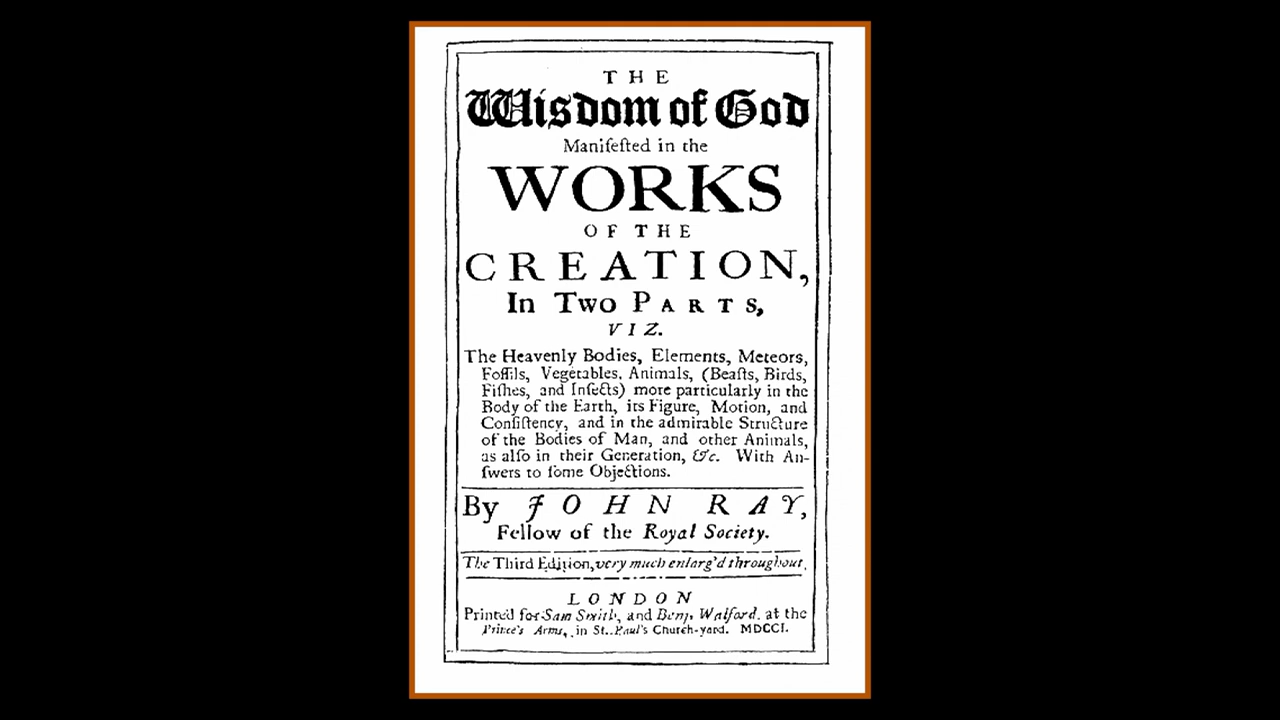 THE
Wisdom of God
Manifeſted in the
WORKS
OF THE
CREATION,
In Two PARTS,
VIZ.
The Heavenly Bodies, Elements, Meteors,
Foſſils, Vegetables, Animals, (Beaſts, Birds,
Fiſhes, and Inſects) more particularly in the
Body of the Earth, its Figure, Motion, and
Conſiſtency, and in the admirable Structure
of the Bodies of Man, and other Animals,
as alſo in their Generation, &c. With An-
ſwers to ſome Objections.
By JOHN RAY,
Fellow of the Royal Society.
The Third Edition, very much enlarg'd throughout.
LONDON
Printed for Sam Smith, and Benj. Walford, at the
Prince's Arms, in St. Paul's Church-yard. MDCCI.